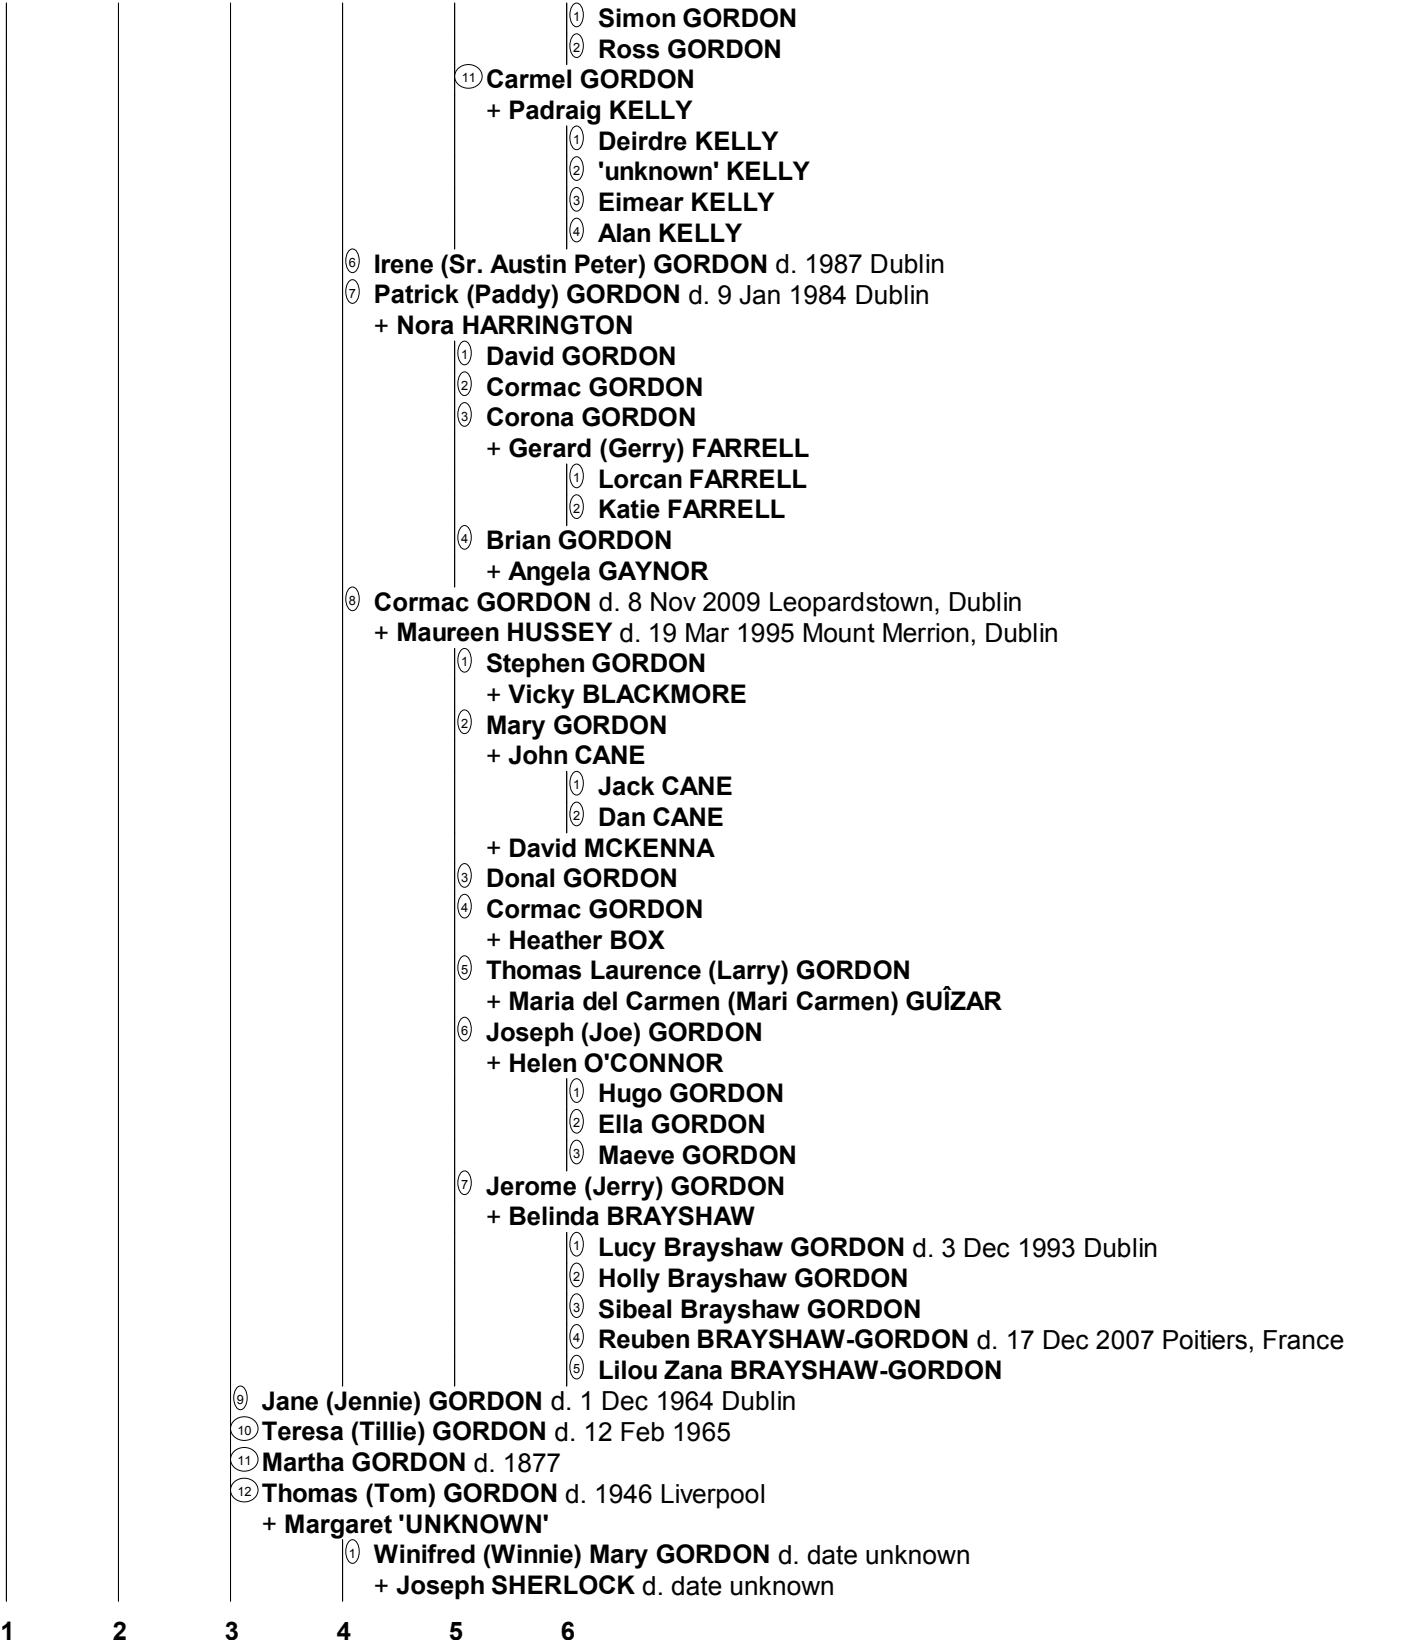 1 Simon GORDON
2 Ross GORDON
11 Carmel GORDON
+ Padraig KELLY
1 Deirdre KELLY
2 'unknown' KELLY
3 Eimear KELLY
4 Alan KELLY
6 Irene (Sr. Austin Peter) GORDON d. 1987 Dublin
7 Patrick (Paddy) GORDON d. 9 Jan 1984 Dublin
+ Nora HARRINGTON
1 David GORDON
2 Cormac GORDON
3 Corona GORDON
+ Gerard (Gerry) FARRELL
1 Lorcan FARRELL
2 Katie FARRELL
4 Brian GORDON
+ Angela GAYNOR
8 Cormac GORDON d. 8 Nov 2009 Leopardstown, Dublin
+ Maureen HUSSEY d. 19 Mar 1995 Mount Merrion, Dublin
1 Stephen GORDON
+ Vicky BLACKMORE
2 Mary GORDON
+ John CANE
1 Jack CANE
2 Dan CANE
+ David MCKENNA
3 Donal GORDON
4 Cormac GORDON
+ Heather BOX
5 Thomas Laurence (Larry) GORDON
+ Maria del Carmen (Mari Carmen) GUÎZAR
6 Joseph (Joe) GORDON
+ Helen O'CONNOR
1 Hugo GORDON
2 Ella GORDON
3 Maeve GORDON
7 Jerome (Jerry) GORDON
+ Belinda BRAYSHAW
1 Lucy Brayshaw GORDON d. 3 Dec 1993 Dublin
2 Holly Brayshaw GORDON
3 Sibeal Brayshaw GORDON
4 Reuben BRAYSHAW-GORDON d. 17 Dec 2007 Poitiers, France
5 Lilou Zana BRAYSHAW-GORDON
9 Jane (Jennie) GORDON d. 1 Dec 1964 Dublin
10 Teresa (Tillie) GORDON d. 12 Feb 1965
11 Martha GORDON d. 1877
12 Thomas (Tom) GORDON d. 1946 Liverpool
+ Margaret 'UNKNOWN'
1 Winifred (Winnie) Mary GORDON d. date unknown
+ Joseph SHERLOCK d. date unknown
1 2 3 4 5 6